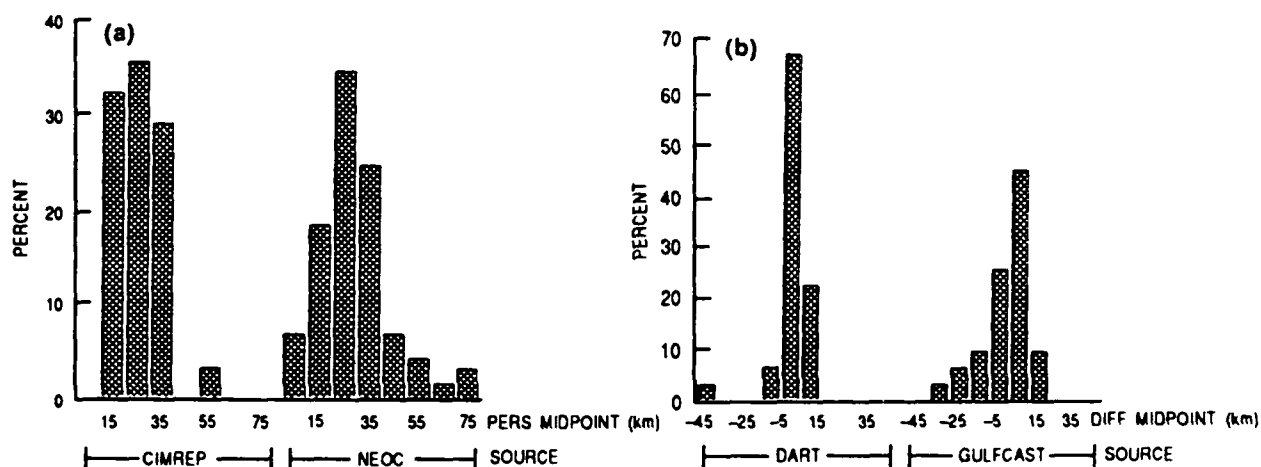 (a)
PERCENT
40
30
20
10
0
15 35 55 75 15 35 55 75 PERS MIDPOINT (km)
CIMREP NEOC SOURCE
(b)
PERCENT
70
60
50
40
30
20
10
0
-45 -25 -5 15 35 -45 -25 -5 15 35 DIFF MIDPOINT (km)
DART GULFCAST SOURCE